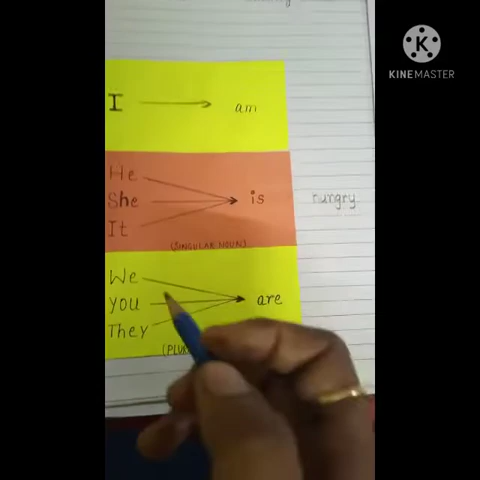 KINEMASTER
I am
He
She is hungry
It
(SINGULAR NOUN)
We
You are
They